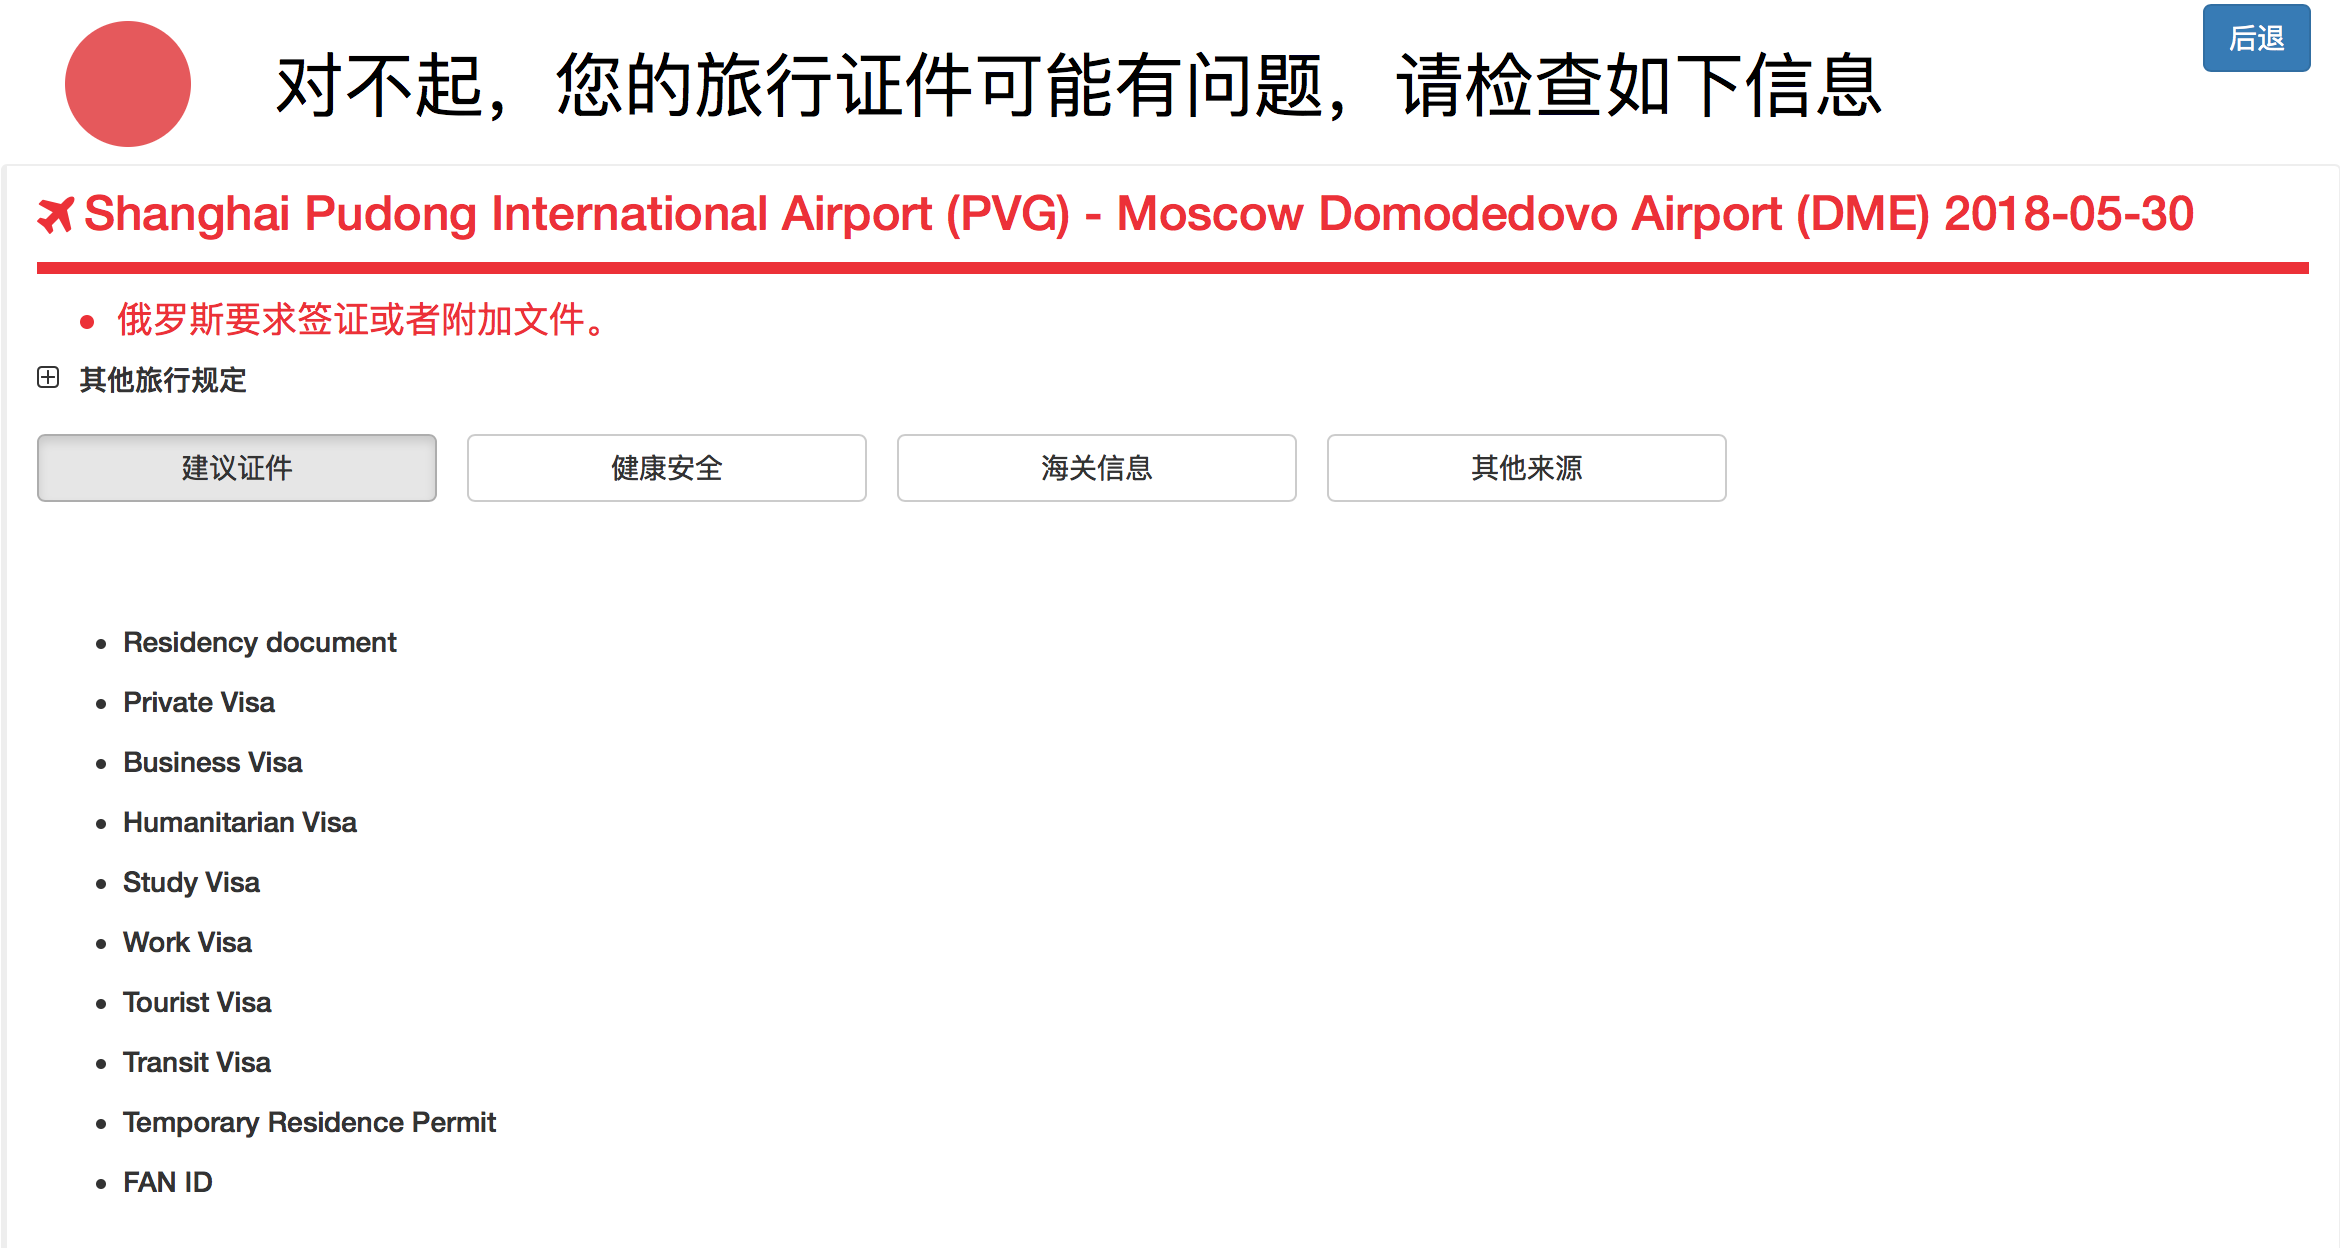 对不起，您的旅行证件可能有问题，请检查如下信息
后退
Shanghai Pudong International Airport (PVG) - Moscow Domodedovo Airport (DME) 2018-05-30
俄罗斯要求签证或者附加文件。
其他旅行规定
建议证件
健康安全
海关信息
其他来源
Residency document
Private Visa
Business Visa
Humanitarian Visa
Study Visa
Work Visa
Tourist Visa
Transit Visa
Temporary Residence Permit
FAN ID